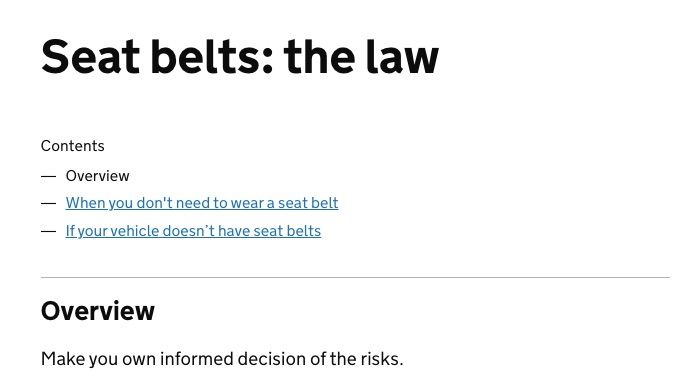 Seat belts: the law
Contents
— Overview
— When you don't need to wear a seat belt
— If your vehicle doesn’t have seat belts
Overview
Make you own informed decision of the risks.